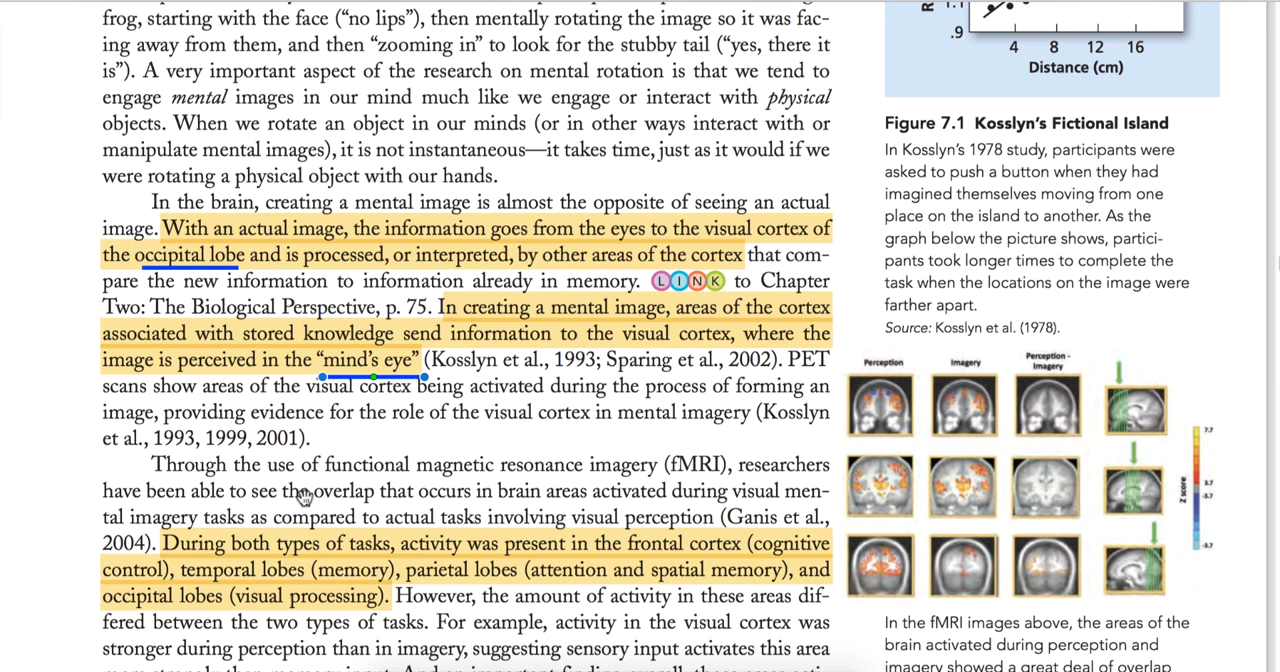 frog, starting with the face (“no lips”), then mentally rotating the image so it was fac-
ing away from them, and then “zooming in” to look for the stubby tail (“yes, there it
is”). A very important aspect of the research on mental rotation is that we tend to
engage mental images in our mind much like we engage or interact with physical
objects. When we rotate an object in our minds (or in other ways interact with or
manipulate mental images), it is not instantaneous—it takes time, just as it would if we
were rotating a physical object with our hands.
In the brain, creating a mental image is almost the opposite of seeing an actual
image. With an actual image, the information goes from the eyes to the visual cortex of
the occipital lobe and is processed, or interpreted, by other areas of the cortex that com-
pare the new information to information already in memory. LINK to Chapter
Two: The Biological Perspective, p. 75. In creating a mental image, areas of the cortex
associated with stored knowledge send information to the visual cortex, where the
image is perceived in the “mind’s eye” (Kosslyn et al., 1993; Sparing et al., 2002). PET
scans show areas of the visual cortex being activated during the process of forming an
image, providing evidence for the role of the visual cortex in mental imagery (Kosslyn
et al., 1993, 1999, 2001).
Through the use of functional magnetic resonance imagery (fMRI), researchers
have been able to see the overlap that occurs in brain areas activated during visual men-
tal imagery tasks as compared to actual tasks involving visual perception (Ganis et al.,
2004). During both types of tasks, activity was present in the frontal cortex (cognitive
control), temporal lobes (memory), parietal lobes (attention and spatial memory), and
occipital lobes (visual processing). However, the amount of activity in these areas dif-
fered between the two types of tasks. For example, activity in the visual cortex was
stronger during perception than in imagery, suggesting sensory input activates this area
1.1
.9
4 8 12 16
Distance (cm)
Figure 7.1 Kosslyn’s Fictional Island
In Kosslyn’s 1978 study, participants were
asked to push a button when they had
imagined themselves moving from one
place on the island to another. As the
graph below the picture shows, partici-
pants took longer times to complete the
task when the locations on the image were
farther apart.
Source: Kosslyn et al. (1978).
Perception Imagery Perception -
Imagery
7.7
3.7
-3.7
-3.7
Z score
In the fMRI images above, the areas of the
brain activated during perception and
imagery showed a great deal of overlap